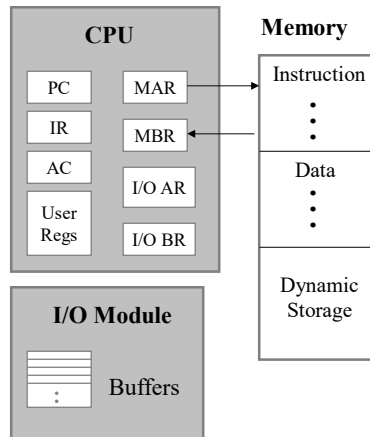 CPU
PC
MAR
IR
MBR
AC
I/O AR
User
Regs
I/O BR
Memory
Instruction
Data
Dynamic
Storage
I/O Module
Buffers